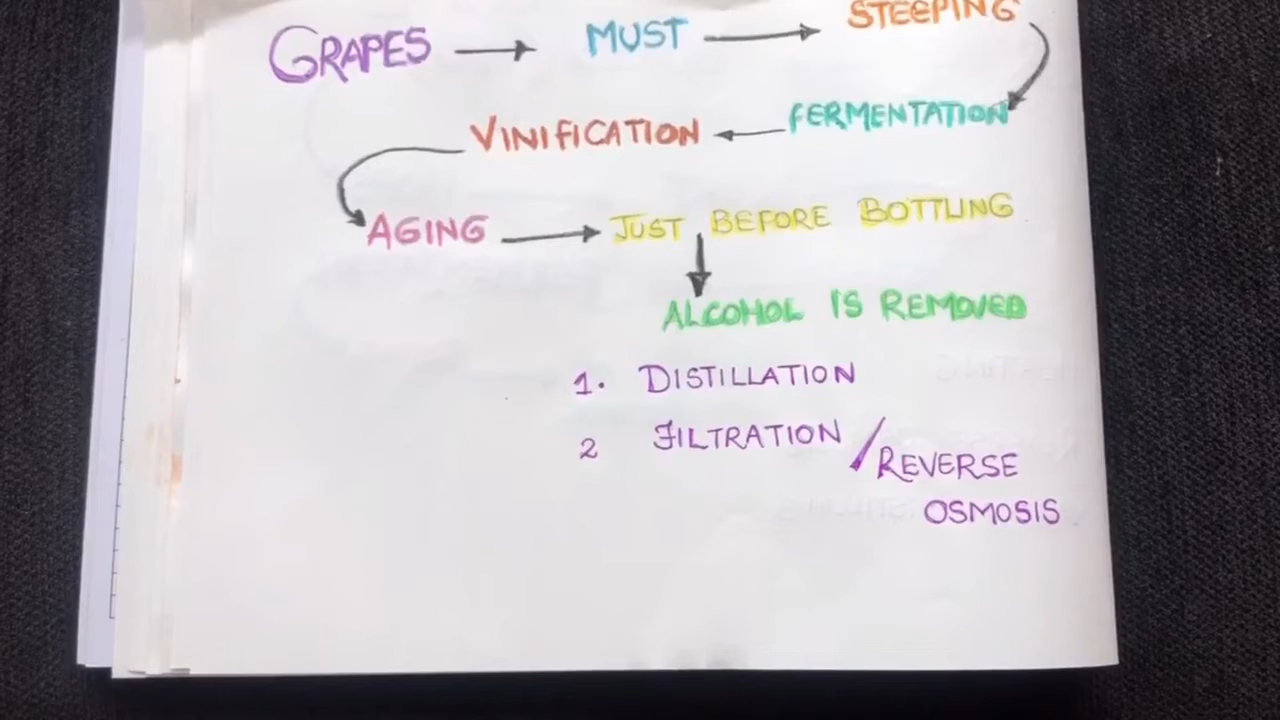 GRAPES → MUST → STEEPING
VINIFICATION ← FERMENTATION
AGING → JUST BEFORE BOTTLING
ALCOHOL IS REMOVED
1. DISTILLATION
2 FILTRATION /
REVERSE
OSMOSIS